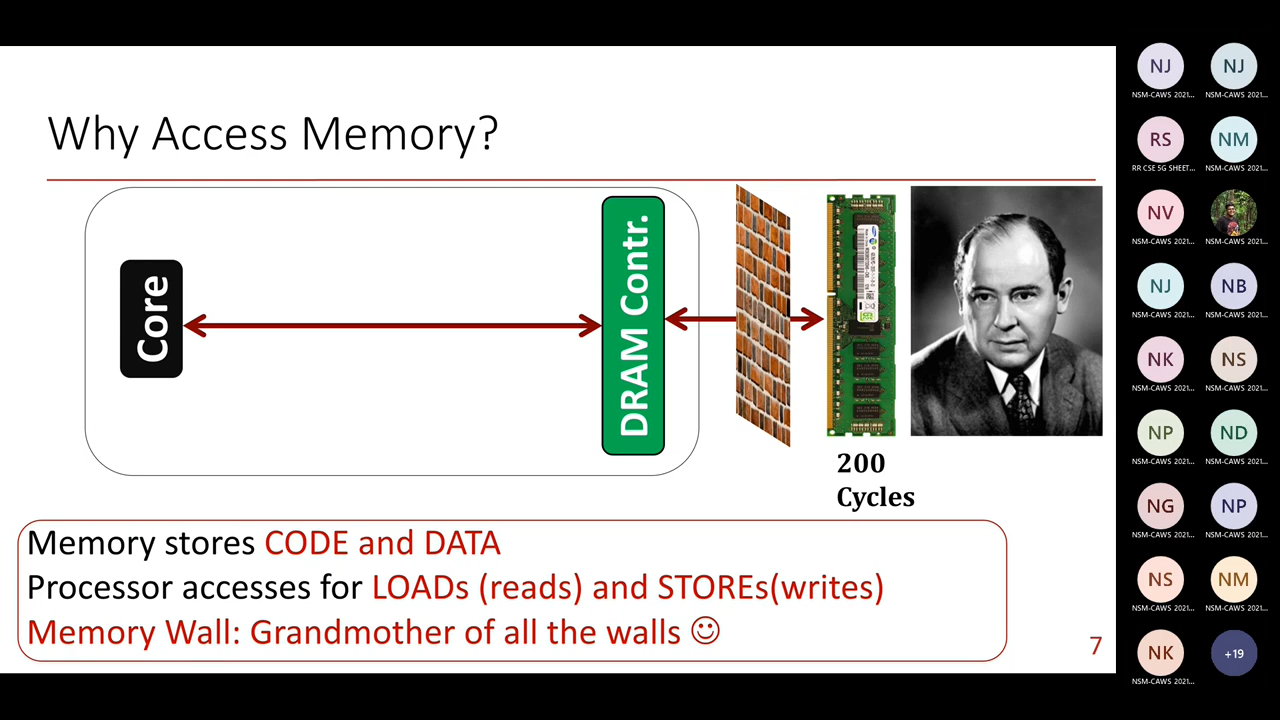 Why Access Memory?
Core
DRAM Contr.
200
Cycles
Memory stores CODE and DATA
Processor accesses for LOADs (reads) and STOREs(writes)
Memory Wall: Grandmother of all the walls ☺
7
NJ
NSM-CAWS 2021...
NJ
NSM-CAWS 2021...
RS
RR CSE 5G SHEET...
NM
NSM-CAWS 2021...
NV
NSM-CAWS 2021...
NSM-CAWS 2021...
NJ
NSM-CAWS 2021...
NB
NSM-CAWS 2021...
NK
NSM-CAWS 2021...
NS
NSM-CAWS 2021...
NP
NSM-CAWS 2021...
ND
NSM-CAWS 2021...
NG
NSM-CAWS 2021...
NP
NSM-CAWS 2021...
NS
NSM-CAWS 2021...
NM
NSM-CAWS 2021...
NK
NSM-CAWS 2021...
+19